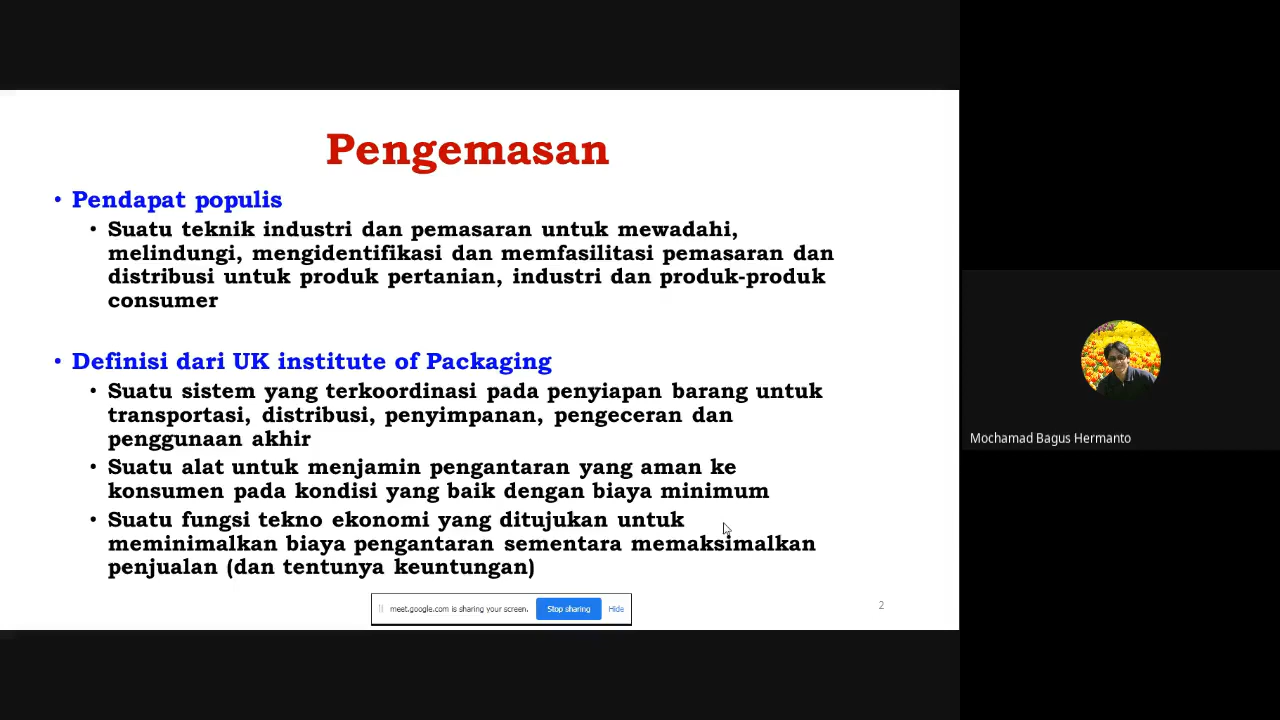 Pengemasan
• Pendapat populis
• Suatu teknik industri dan pemasaran untuk mewadahi,
melindungi, mengidentifikasi dan memfasilitasi pemasaran dan
distribusi untuk produk pertanian, industri dan produk-produk
consumer
• Definisi dari UK institute of Packaging
• Suatu sistem yang terkoordinasi pada penyiapan barang untuk
transportasi, distribusi, penyimpanan, pengeceran dan
penggunaan akhir
• Suatu alat untuk menjamin pengantaran yang aman ke
konsumen pada kondisi yang baik dengan biaya minimum
• Suatu fungsi tekno ekonomi yang ditujukan untuk
meminimalkan biaya pengantaran sementara memaksimalkan
penjualan (dan tentunya keuntungan)
meet.google.com is sharing your screen. Stop sharing Hide
2
Mochamad Bagus Hermanto